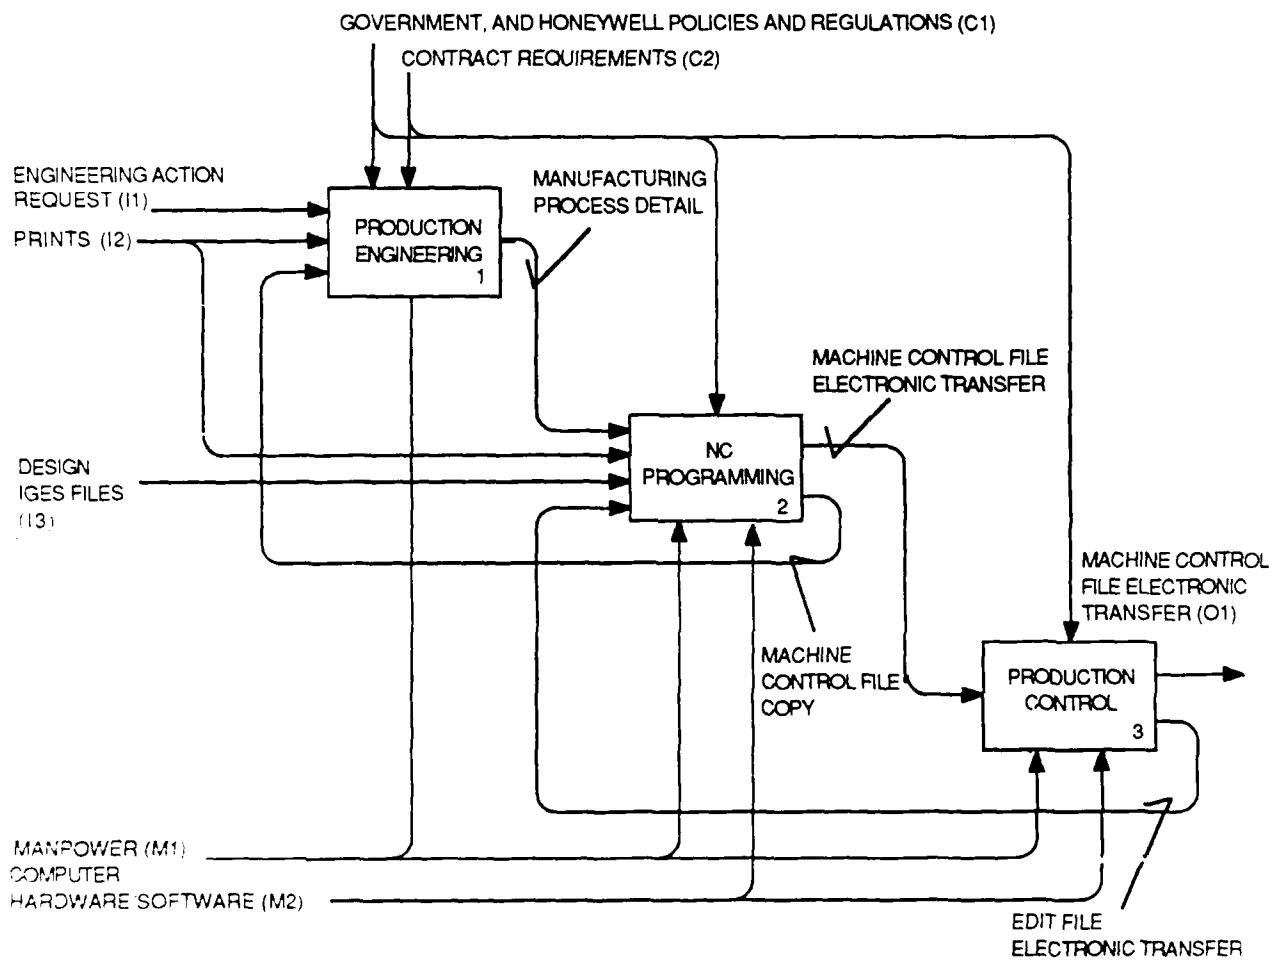 GOVERNMENT, AND HONEYWELL POLICIES AND REGULATIONS (C1)
CONTRACT REQUIREMENTS (C2)
ENGINEERING ACTION
REQUEST (I1)
PRINTS (I2)
PRODUCTION
ENGINEERING
1
MANUFACTURING
PROCESS DETAIL
MACHINE CONTROL FILE
ELECTRONIC TRANSFER
DESIGN
IGES FILES
(I3)
NC
PROGRAMMING
2
MACHINE CONTROL
FILE ELECTRONIC
TRANSFER (O1)
MACHINE
CONTROL FILE
COPY
PRODUCTION
CONTROL
3
MANPOWER (M1)
COMPUTER
HARDWARE SOFTWARE (M2)
EDIT FILE
ELECTRONIC TRANSFER